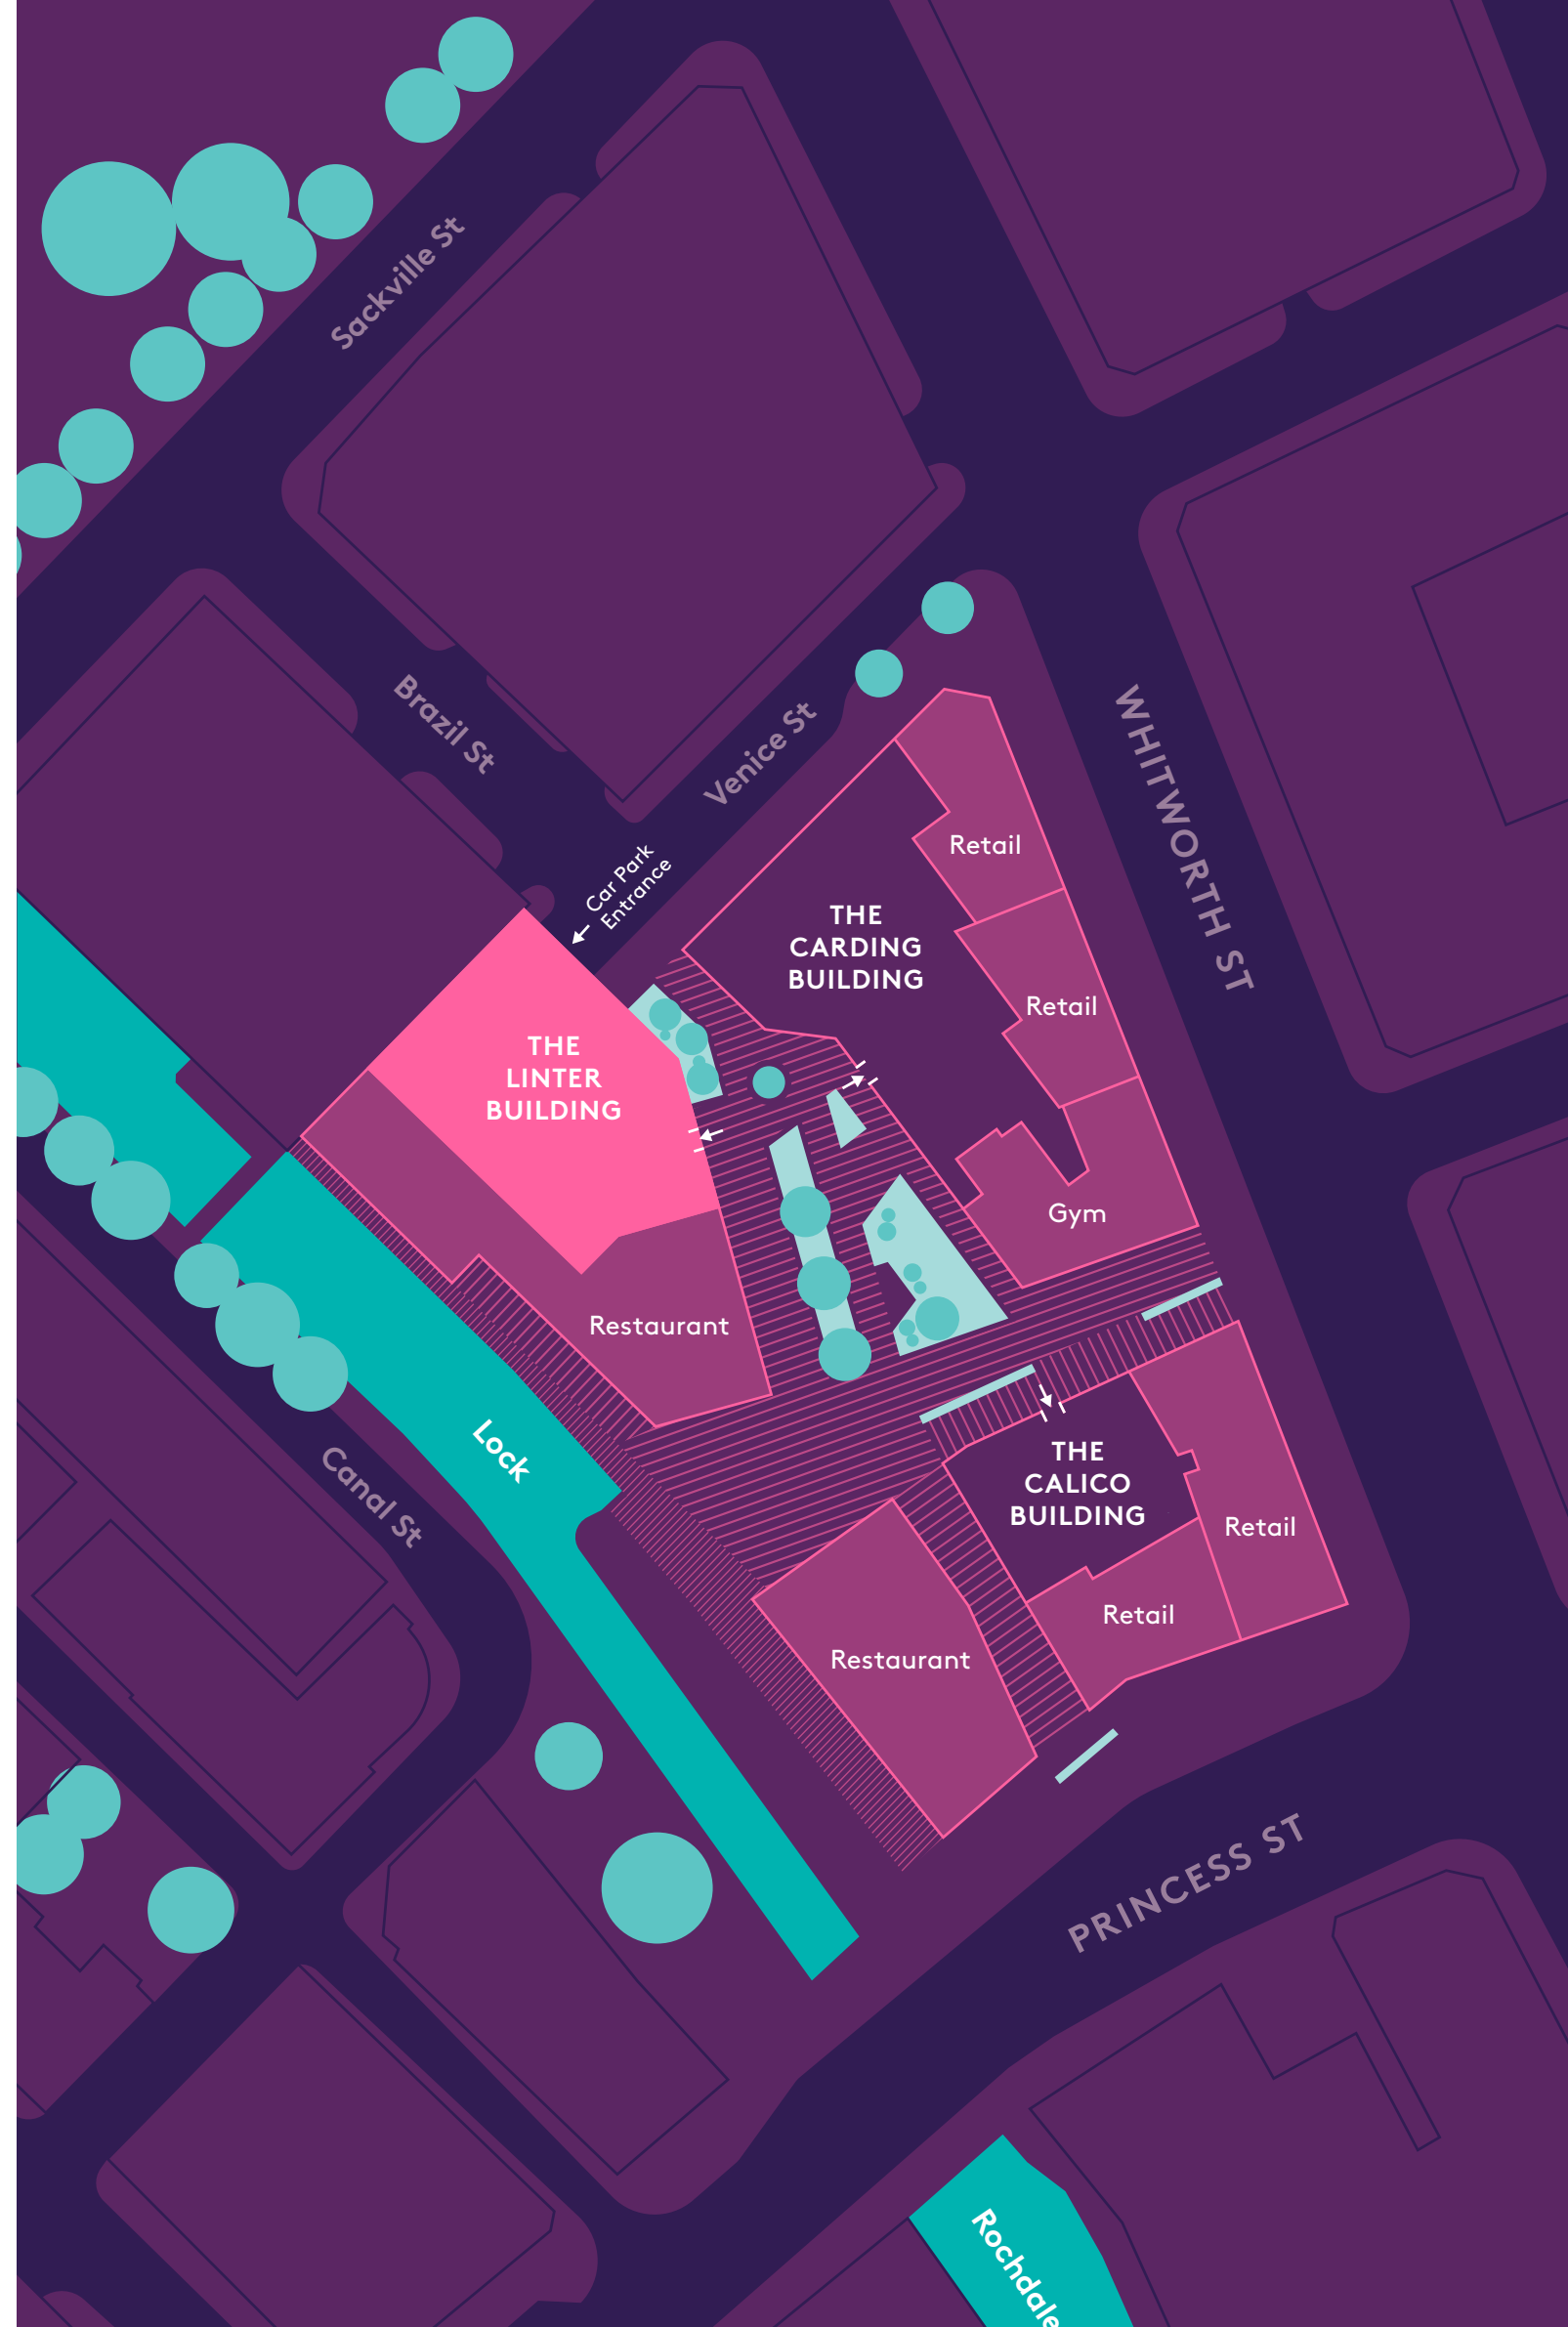 Sackville St
Brazil St
Venice St
WHITWORTH ST
Car Park
Entrance
Retail
THE
CARDING
BUILDING
Retail
THE
LINTER
BUILDING
Gym
Restaurant
Lock
Canal St
THE
CALICO
BUILDING
Retail
Retail
Restaurant
PRINCESS ST
Rochdale